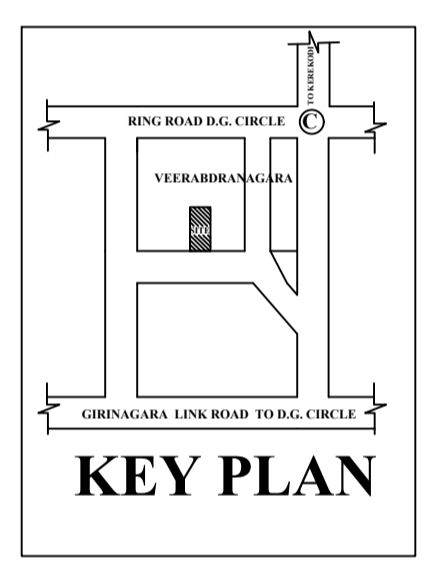 TO KEREKODI
RING ROAD D.G. CIRCLE
C
VEERABDRANAGARA
GIRINAGARA LINK ROAD TO D.G. CIRCLE
KEY PLAN